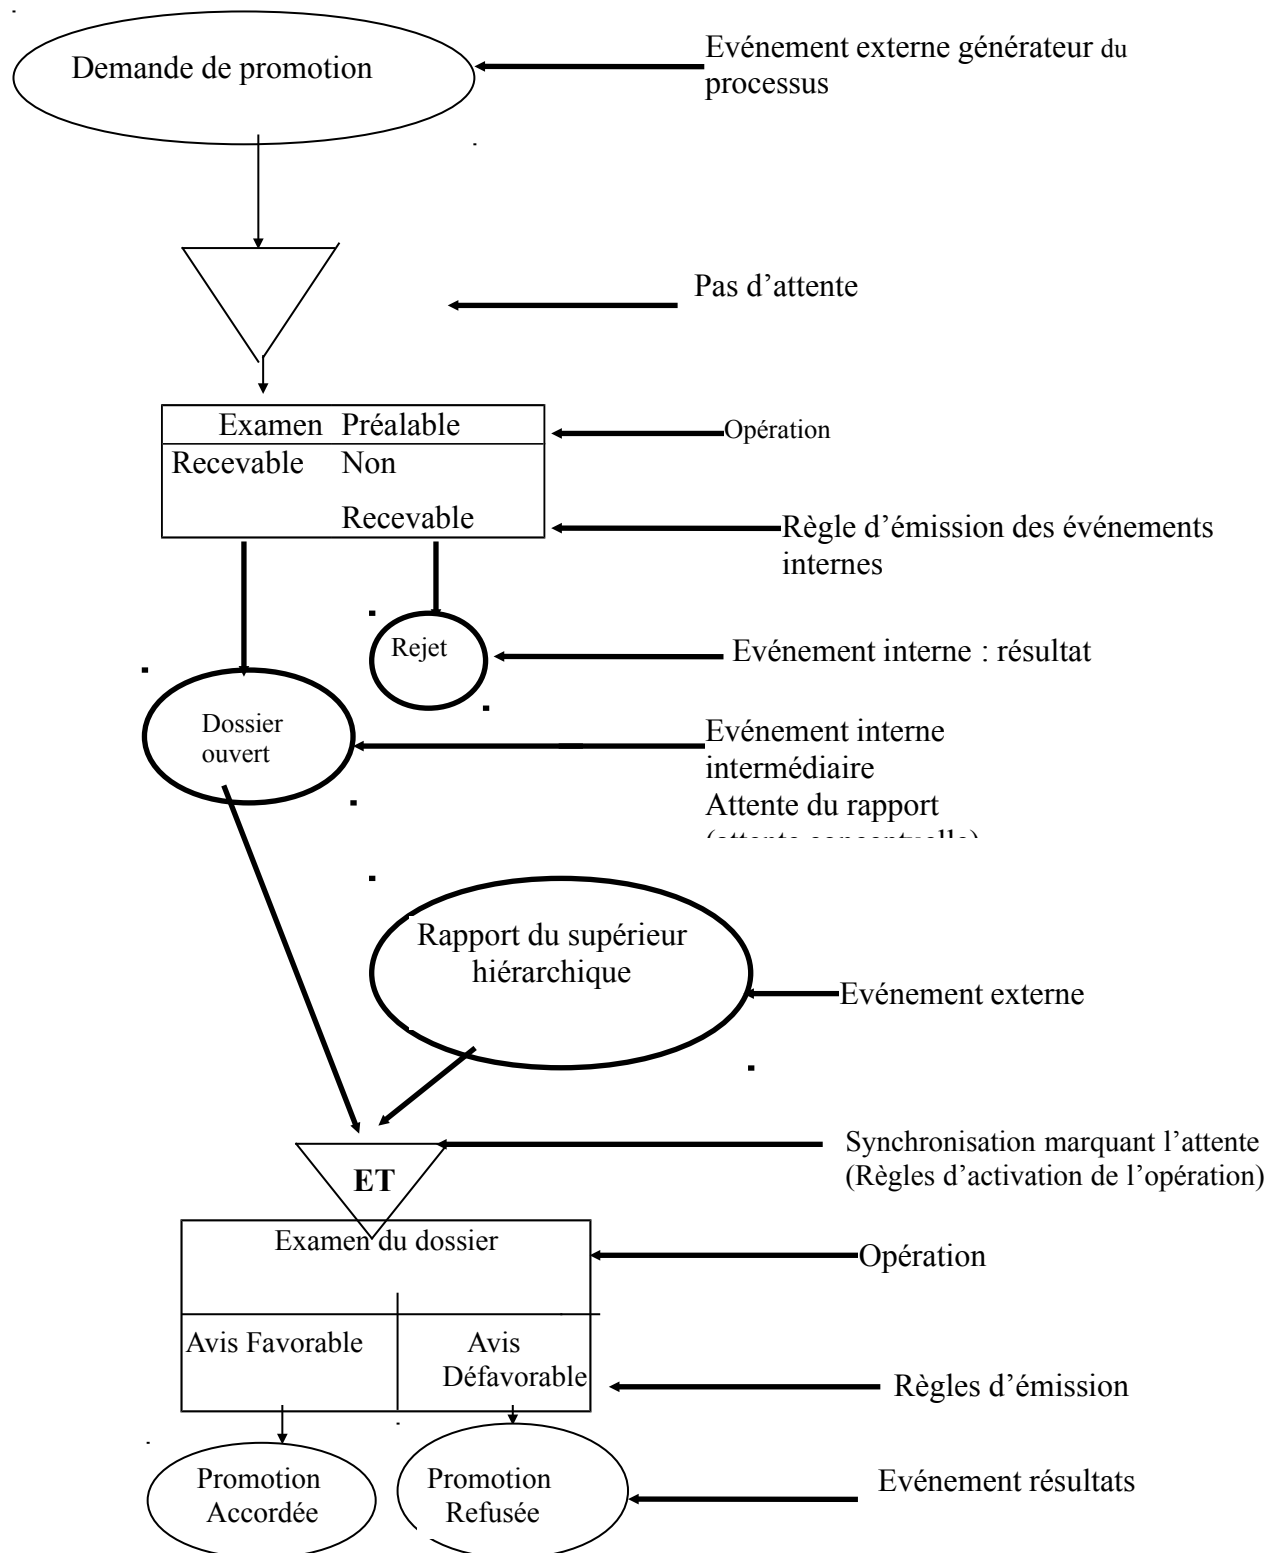 Demande de promotion
Evénement externe générateur du
processus
Pas d’attente
Examen Préalable
Opération
Recevable Non
Recevable
Règle d’émission des événements
internes
Rejet
Evénement interne : résultat
Dossier
ouvert
Evénement interne
intermédiaire
Attente du rapport
(attente conceptuelle)
Rapport du supérieur
hiérarchique
Evénement externe
Synchronisation marquant l’attente
(Règles d’activation de l’opération)
ET
Examen du dossier
Opération
Avis Favorable
Avis
Défavorable
Règles d’émission
Promotion
Accordée
Promotion
Refusée
Evénement résultats